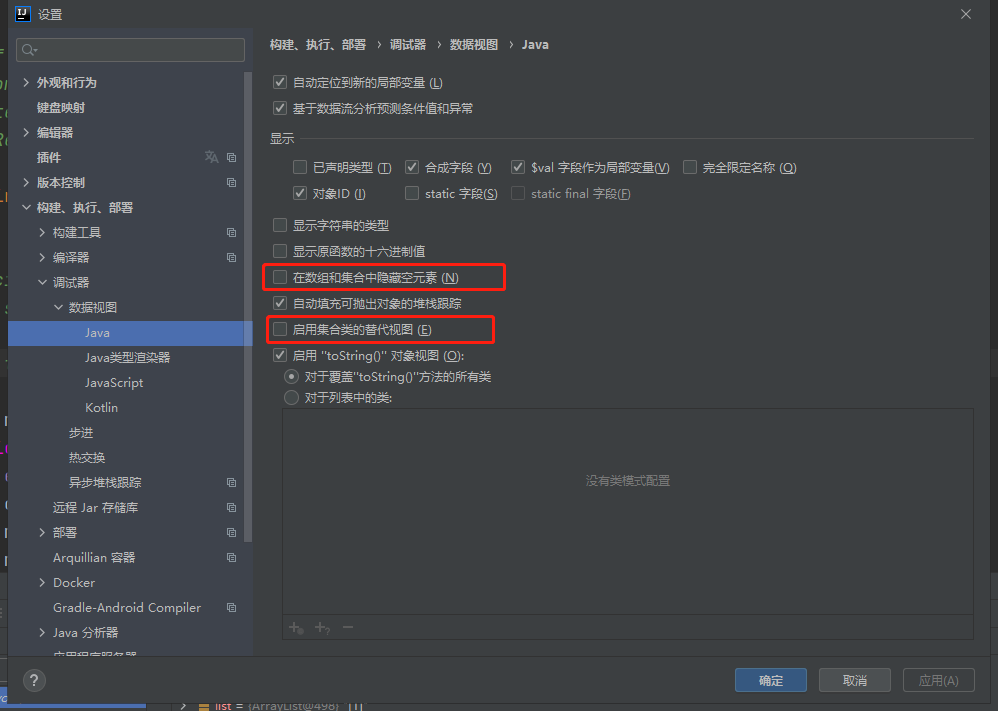 设置
外观和行为
键盘映射
编辑器
插件
版本控制
构建、执行、部署
构建工具
编译器
调试器
数据视图
Java
Java类型渲染器
JavaScript
Kotlin
步进
热交换
异步堆栈跟踪
远程 Jar 存储库
部署
Arquillian 容器
Docker
Gradle-Android Compiler
Java 分析器
应用程序服务器
构建、执行、部署 › 调试器 › 数据视图 › Java
自动定位到新的局部变量 (L)
基于数据流分析预测条件值和异常
显示
已声明类型 (T) 合成字段 (Y) $val 字段作为局部变量(V) 完全限定名称 (Q)
对象ID (I) static 字段(S) static final 字段(F)
显示字符串的类型
显示原函数的十六进制值
在数组和集合中隐藏空元素 (N)
自动填充可抛出对象的堆栈跟踪
启用集合类的替代视图 (E)
启用 "toString()" 对象视图 (O):
对于覆盖"toString()"方法的所有类
对于列表中的类:
没有类模式配置
?
确定 取消 应用(A)
list = {ArrayList@498} "[1]"